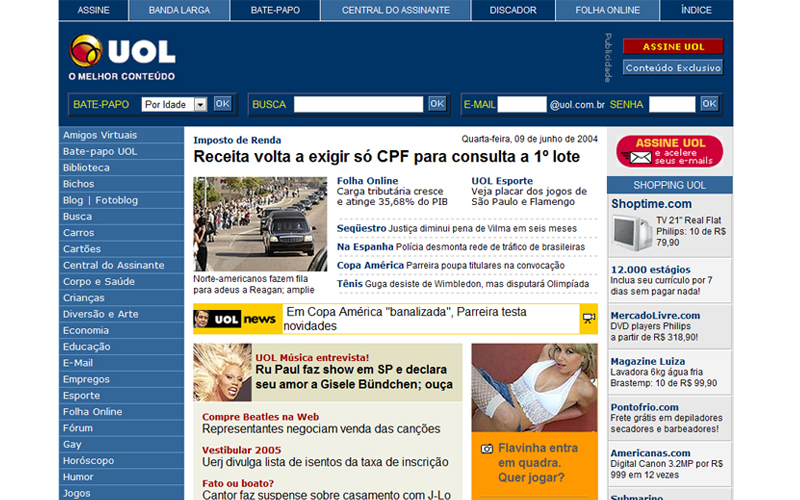 ASSINE
BANDA LARGA
BATE-PAPO
CENTRAL DO ASSINANTE
DISCADOR
FOLHA ONLINE
ÍNDICE
UOL
O MELHOR CONTEÚDO
Publicidade
ASSINE UOL
Conteúdo Exclusivo
BATE-PAPO Por Idade OK
BUSCA OK
E-MAIL @uol.com.br SENHA OK
Amigos Virtuais
Bate-papo UOL
Biblioteca
Bichos
Blog | Fotoblog
Busca
Carros
Cartões
Central do Assinante
Corpo e Saúde
Crianças
Diversão e Arte
Economia
Educação
E-Mail
Empregos
Esporte
Folha Online
Fórum
Gay
Horóscopo
Humor
Jogos
Imposto de Renda
Quarta-feira, 09 de junho de 2004
Receita volta a exigir só CPF para consulta a 1º lote
Norte-americanos fazem fila
para adeus a Reagan; amplie
Folha Online
Carga tributária cresce
e atinge 35,68% do PIB
UOL Esporte
Veja placar dos jogos de
São Paulo e Flamengo
Seqüestro Justiça diminui pena de Vilma em seis meses
Na Espanha Polícia desmonta rede de tráfico de brasileiras
Copa América Parreira poupa titulares na convocação
Tênis Guga desiste de Wimbledon, mas disputará Olimpíada
UOL news
Em Copa América "banalizada", Parreira testa
novidades
UOL Música entrevista!
Ru Paul faz show em SP e declara
seu amor a Gisele Bündchen; ouça
Compre Beatles na Web
Representantes negociam venda das canções
Vestibular 2005
Uerj divulga lista de isentos da taxa de inscrição
Fato ou boato?
Cantor faz suspense sobre casamento com J-Lo
Flavinha entra
em quadra.
Quer jogar?
ASSINE UOL
e acelere
seus e-mails
SHOPPING UOL
Shoptime.com
TV 21" Real Flat
Philips: 10 de R$
79,90
12.000 estágios
Inclua seu currículo por 7
dias sem pagar nada!
MercadoLivre.com
DVD players Philips
a partir de R$ 318,90!
Magazine Luiza
Lavadora 6kg água fria
Brastemp: 10 de R$ 99,90
Pontofrio.com
Frete grátis em depiladores
secadores e barbeadores!
Americanas.com
Digital Canon 3.2MP por R$
999 em 12 vezes
Submarino